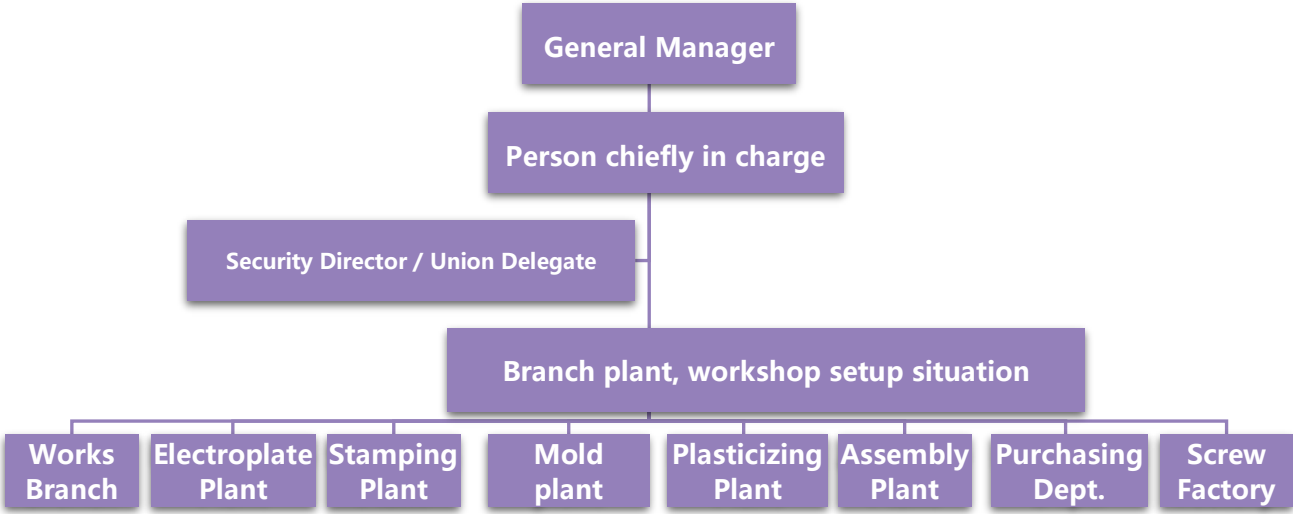 General Manager
Person chiefly in charge
Security Director / Union Delegate
Branch plant, workshop setup situation
Works
Branch
Electroplate
Plant
Stamping
Plant
Mold
plant
Plasticizing
Plant
Assembly
Plant
Purchasing
Dept.
Screw
Factory